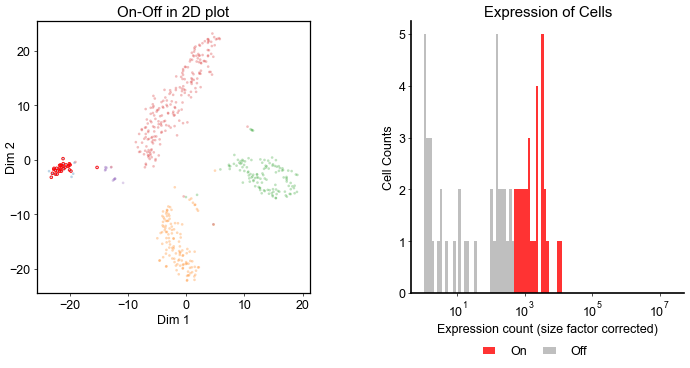 On-Off in 2D plot
Expression of Cells
20
10
0
−10
−20
Dim 2
−20 −10 0 10 20
Dim 1
5
4
3
2
1
0
Cell Counts
10^1 10^3 10^5 10^7
Expression count (size factor corrected)
On Off